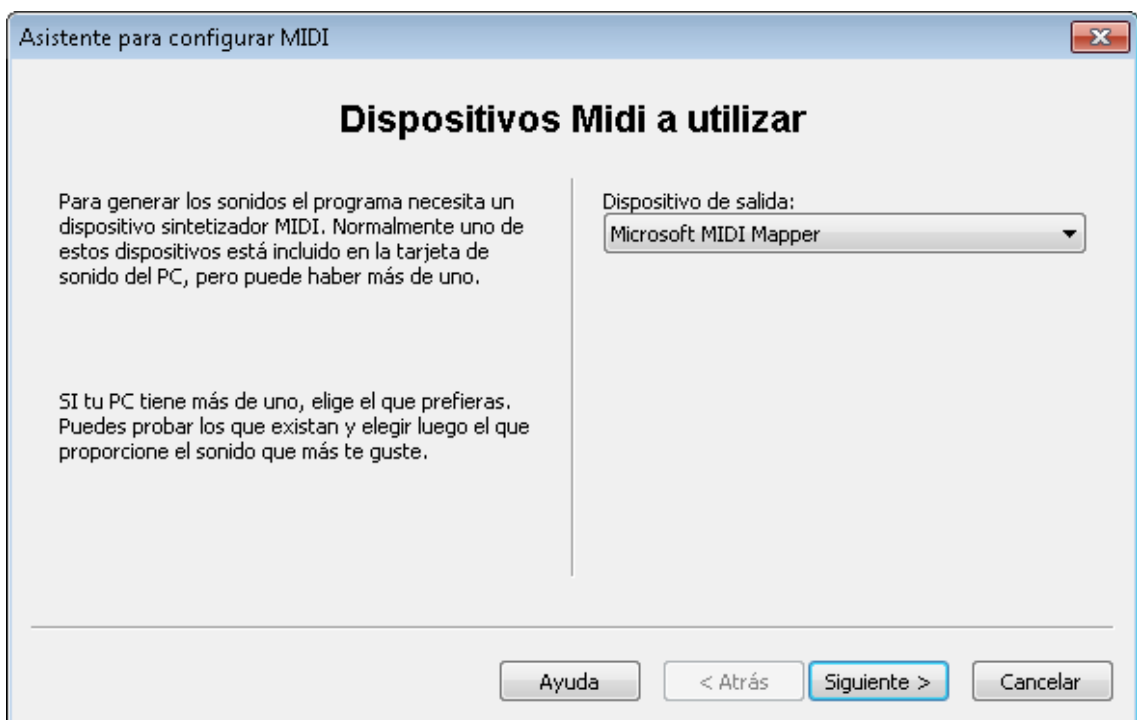 Asistente para configurar MIDI
Dispositivos Midi a utilizar
Para generar los sonidos el programa necesita un
dispositivo sintetizador MIDI. Normalmente uno de
estos dispositivos está incluido en la tarjeta de
sonido del PC, pero puede haber más de uno.
SI tu PC tiene más de uno, elige el que prefieras.
Puedes probar los que existan y elegir luego el que
proporcione el sonido que más te guste.
Dispositivo de salida:
Microsoft MIDI Mapper
Ayuda
< Atrás
Siguiente >
Cancelar